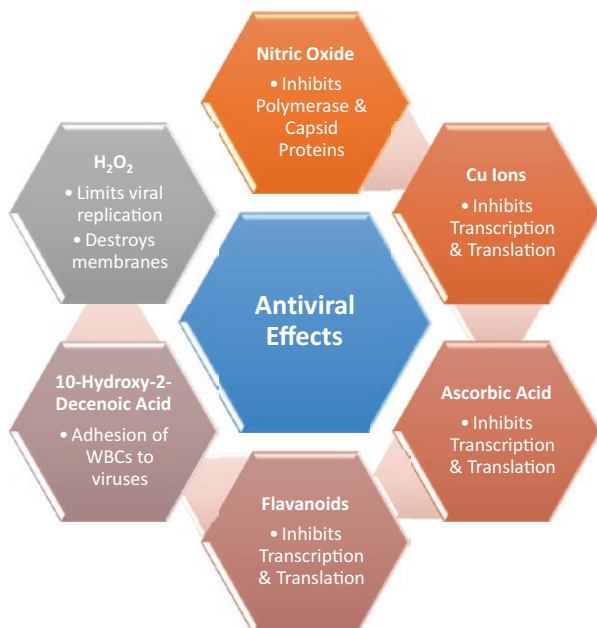 Nitric Oxide
• Inhibits
Polymerase &
Capsid
Proteins
H₂O₂
• Limits viral
replication
• Destroys
membranes
Cu Ions
• Inhibits
Transcription
& Translation
Antiviral
Effects
10-Hydroxy-2-
Decenoic Acid
• Adhesion of
WBCs to
viruses
Ascorbic Acid
• Inhibits
Transcription
& Translation
Flavanoids
• Inhibits
Transcription
& Translation